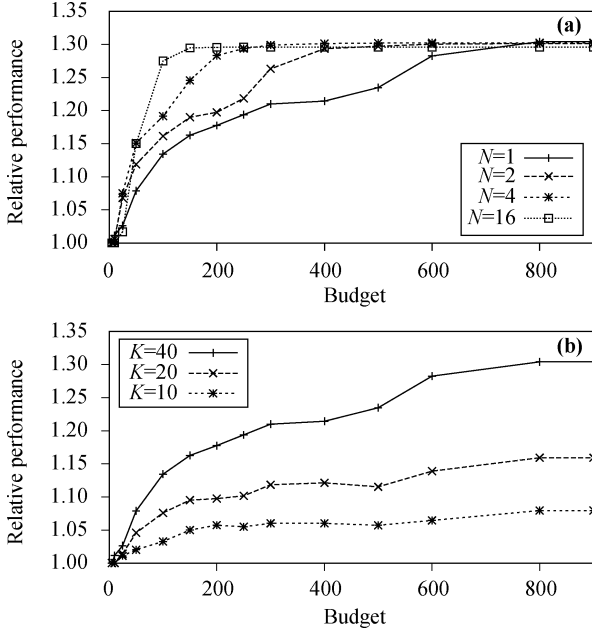 (a)
1.35
1.30
1.25
1.20
1.15
1.10
1.05
1.00
Relative performance
N=1
N=2
N=4
N=16
0 200 400 600 800
Budget
(b)
1.35
1.30
1.25
1.20
1.15
1.10
1.05
1.00
Relative performance
K=40
K=20
K=10
0 200 400 600 800
Budget